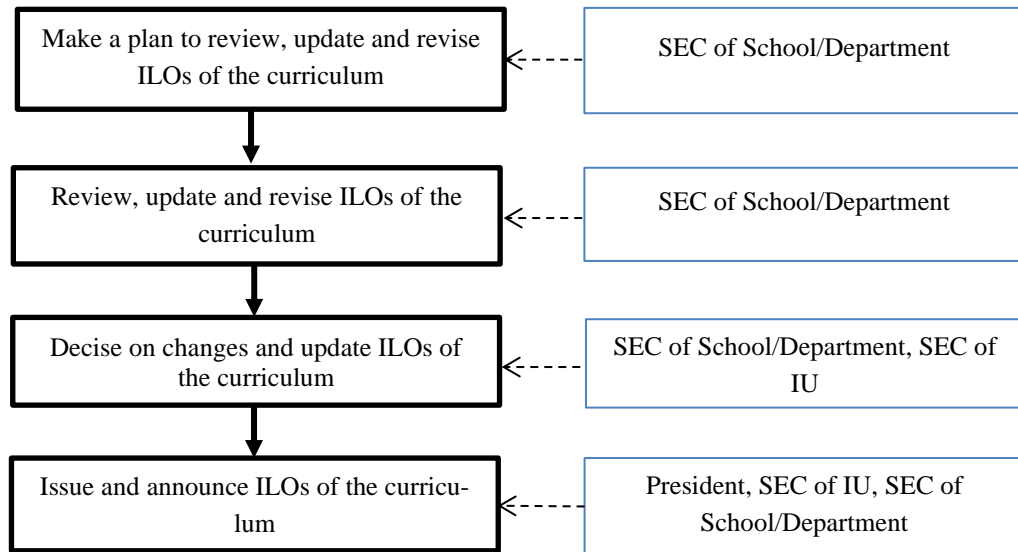 Make a plan to review, update and revise
ILOs of the curriculum
SEC of School/Department
Review, update and revise ILOs of the
curriculum
SEC of School/Department
Decise on changes and update ILOs of
the curriculum
SEC of School/Department, SEC of
IU
Issue and announce ILOs of the curricu-
lum
President, SEC of IU, SEC of
School/Department